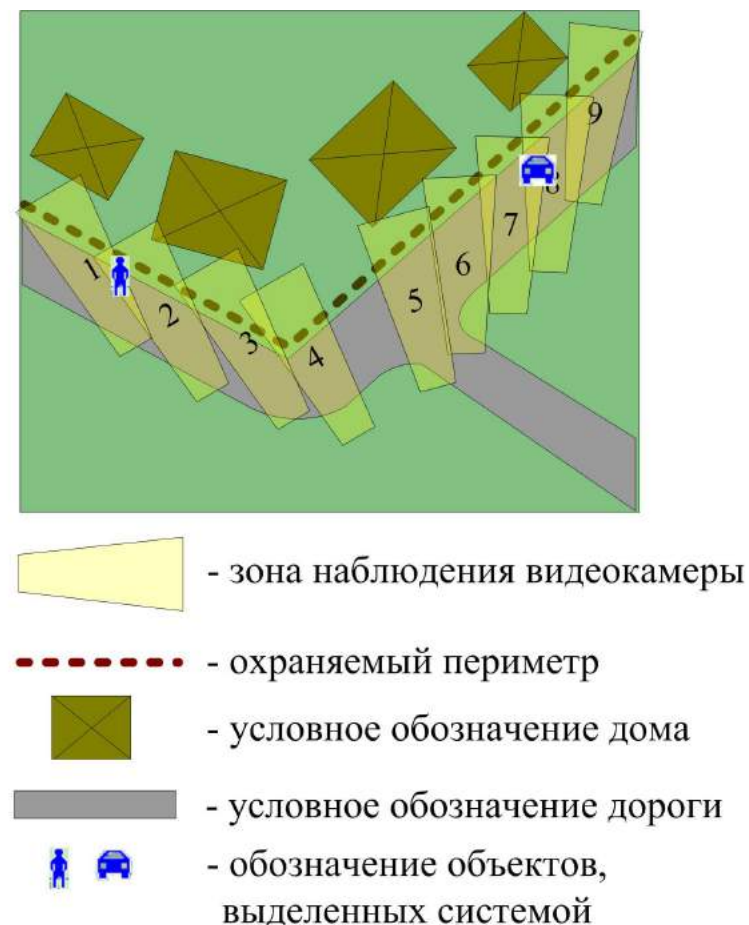 9
8
7
6
5
1
2
3
4
- зона наблюдения видеокамеры
- охраняемый периметр
- условное обозначение дома
- условное обозначение дороги
- обозначение объектов,
выделенных системой